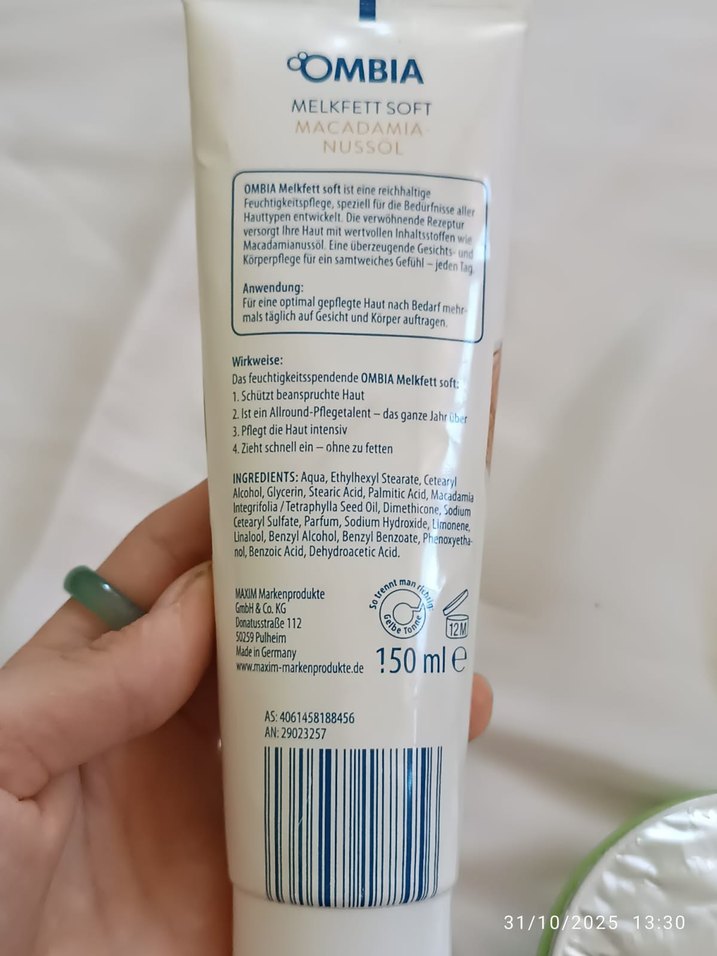 OMBIA
MELKFETT SOFT
MACADAMIA-
NUSSÖL
OMBIA Melkfett soft ist eine reichhaltige
Feuchtigkeitspflege, speziell für die Bedürfnisse aller
Hauttypen entwickelt. Die verwöhnende Rezeptur
versorgt Ihre Haut mit wertvollen Inhaltsstoffen wie
Macadamianussöl. Eine überzeugende Gesichts- und
Körperpflege für ein samtweiches Gefühl – jeden Tag.
Anwendung:
Für eine optimal gepflegte Haut nach Bedarf mehr-
mals täglich auf Gesicht und Körper auftragen.
Wirkweise:
Das feuchtigkeitsspendende OMBIA Melkfett soft:
1. Schützt beanspruchte Haut
2. Ist ein Allround-Pflegetalent – das ganze Jahr über
3. Pflegt die Haut intensiv
4. Zieht schnell ein – ohne zu fetten
INGREDIENTS: Aqua, Ethylhexyl Stearate, Cetearyl
Alcohol, Glycerin, Stearic Acid, Palmitic Acid, Macadamia
Integrifolia / Tetraphylla Seed Oil, Dimethicone, Sodium
Cetearyl Sulfate, Parfum, Sodium Hydroxide, Limonene,
Linalool, Benzyl Alcohol, Benzyl Benzoate, Phenoxyetha-
nol, Benzoic Acid, Dehydroacetic Acid.
MAXIM Markenprodukte
GmbH & Co. KG
Donatusstraße 112
50259 Pulheim
Made in Germany
www.maxim-markenprodukte.de
So trennt man richtig:
Gelbe Tonne
12M
150 ml e
AS: 4061458188456
AN: 29023257
31/10/2025 13:30